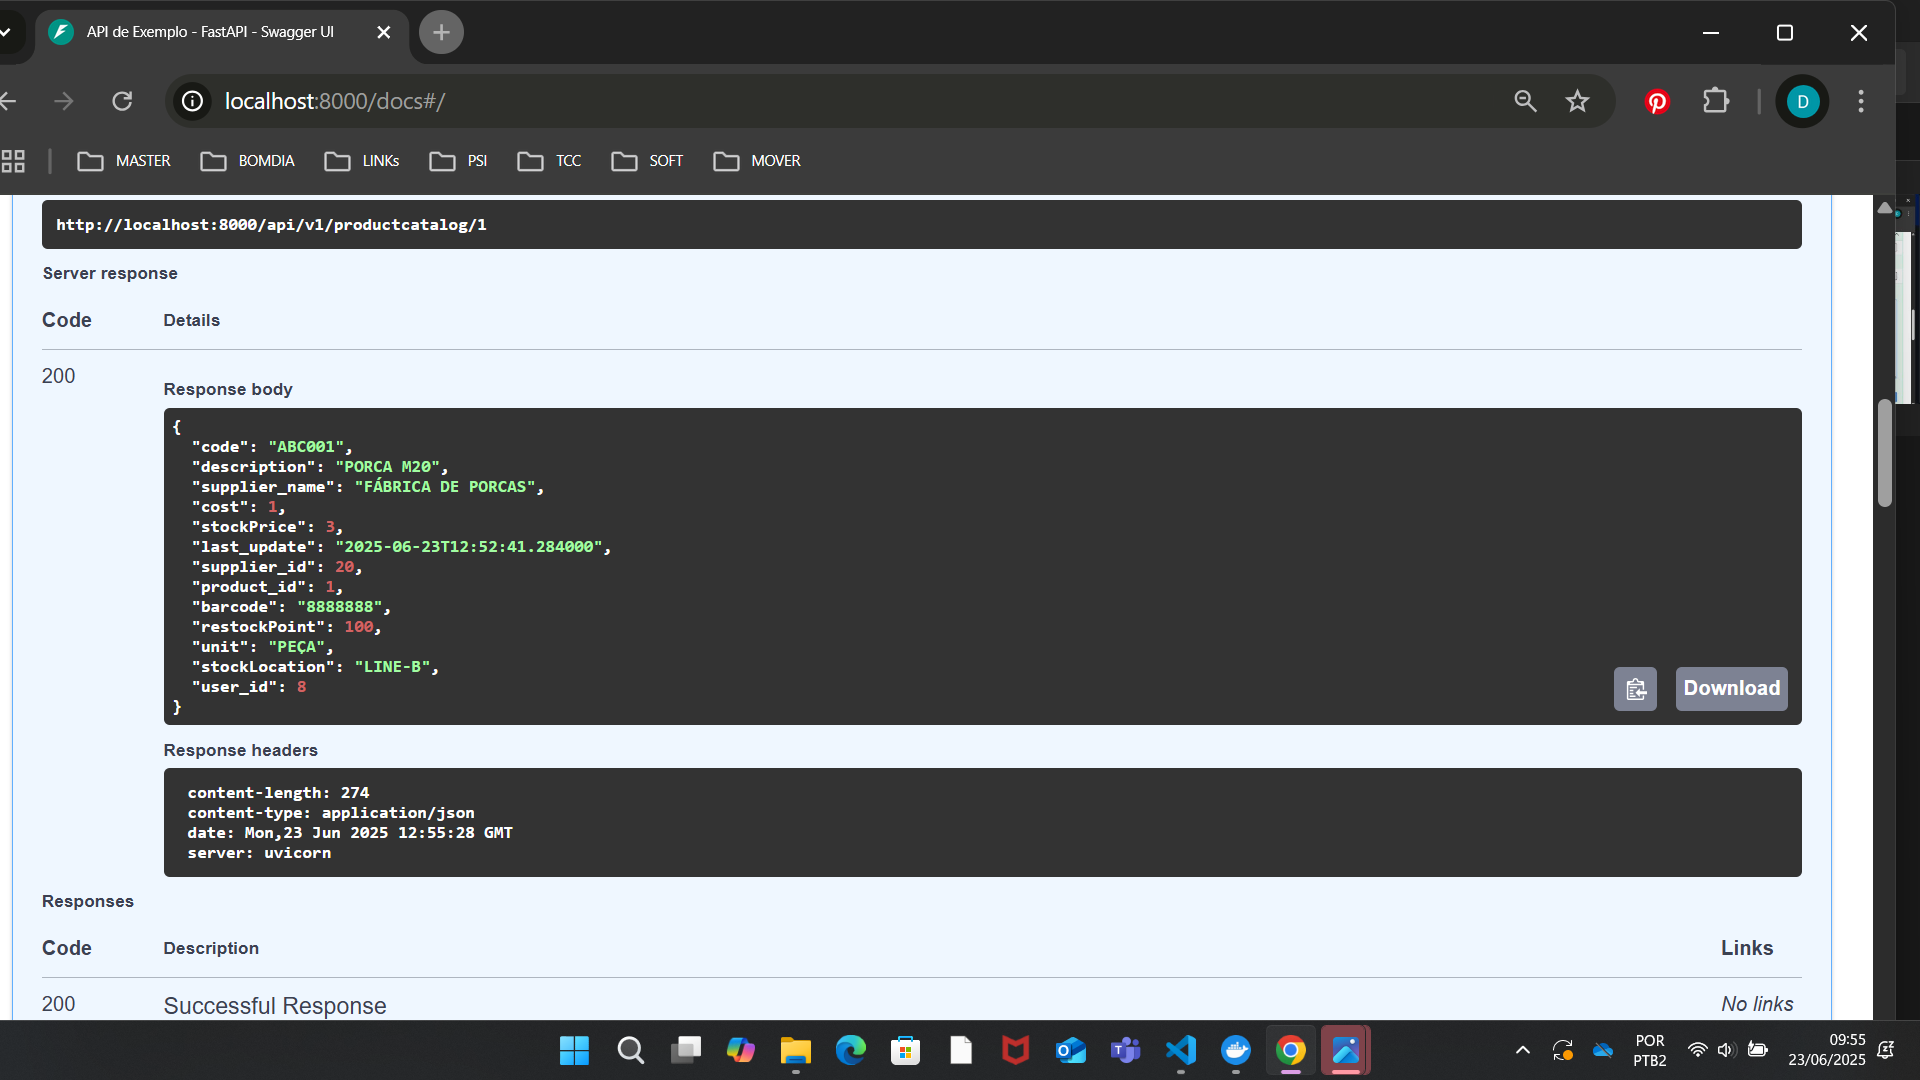 API de Exemplo - FastAPI - Swagger UI
localhost:8000/docs#/
D
MASTER
BOMDIA
LINKs
PSI
TCC
SOFT
MOVER
http://localhost:8000/api/v1/productcatalog/1
Server response
Code Details
200
Response body
{
"code": "ABC001",
"description": "PORCA M20",
"supplier_name": "FÁBRICA DE PORCAS",
"cost": 1,
"stockPrice": 3,
"last_update": "2025-06-23T12:52:41.284000",
"supplier_id": 20,
"product_id": 1,
"barcode": "8888888",
"restockPoint": 100,
"unit": "PEÇA",
"stockLocation": "LINE-B",
"user_id": 8
}
Download
Response headers
content-length: 274
content-type: application/json
date: Mon,23 Jun 2025 12:55:28 GMT
server: uvicorn
Responses
Code Description Links
200 Successful Response No links
POR
PTB2
09:55
23/06/2025